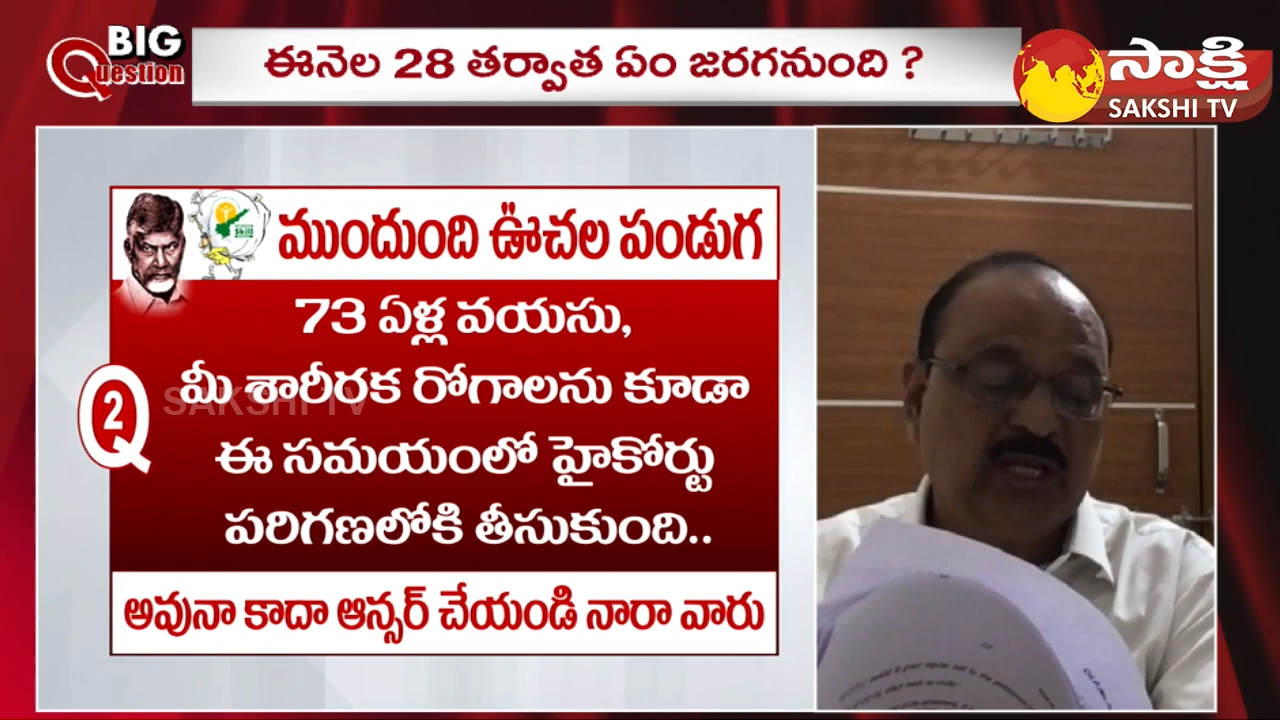 BIG
Question
ఈనెల 28 తర్వాత ఏం జరగనుంది ?
సాక్షి
SAKSHI TV
ముందుంది ఊచల పండుగ
73 ఏళ్ల వయసు,
మీ శారీరక రోగాలను కూడా
ఈ సమయంలో హైకోర్టు
పరిగణలోకి తీసుకుంది..
Q2
SAKSHI TV
అవునా కాదా ఆన్సర్ చేయండి నారా వారు